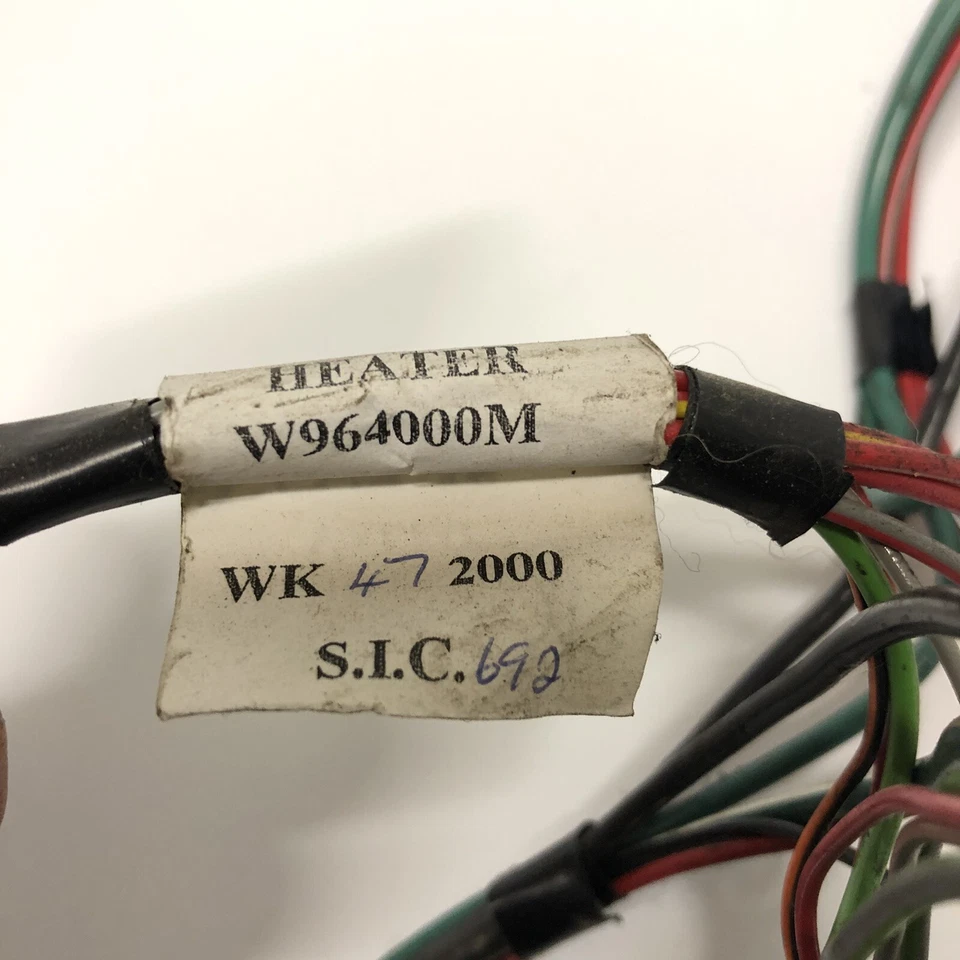 HEATER
W964000M
WK 47 2000
S.I.C. 692